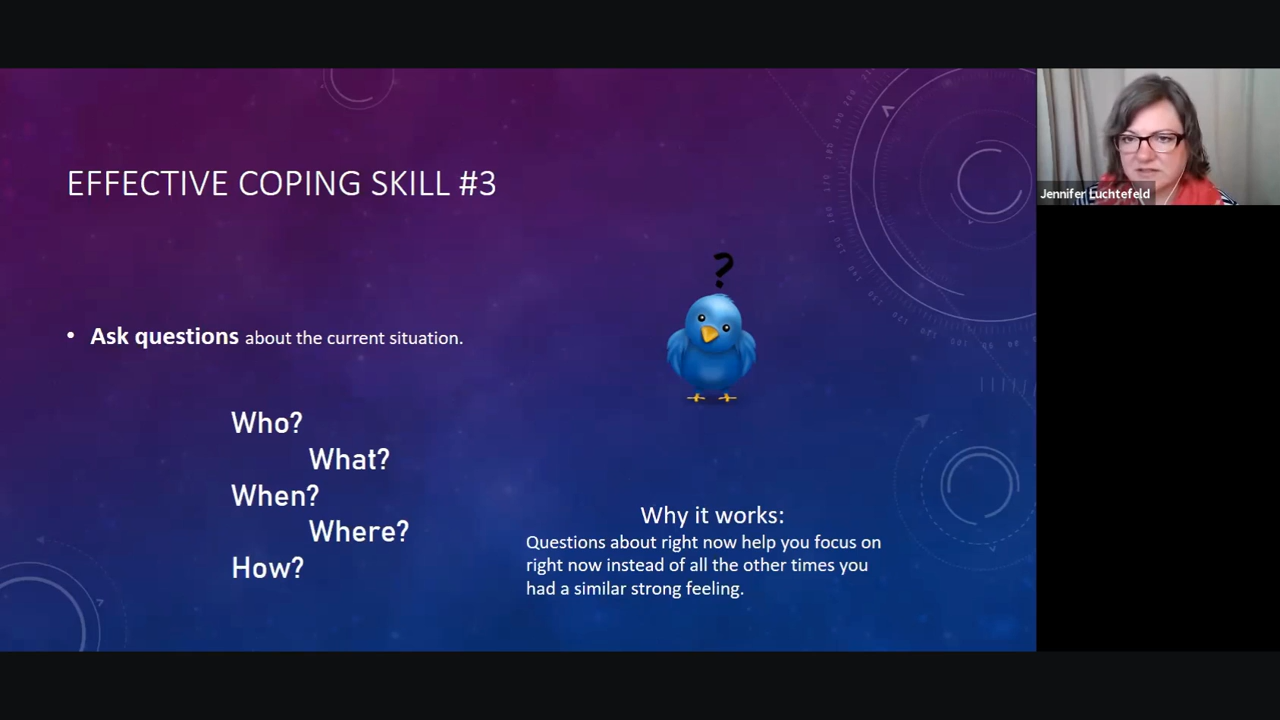 EFFECTIVE COPING SKILL #3
• Ask questions about the current situation.
Who?
What?
When?
Where?
How?
?
Why it works:
Questions about right now help you focus on
right now instead of all the other times you
had a similar strong feeling.
Jennifer Luchtefeld